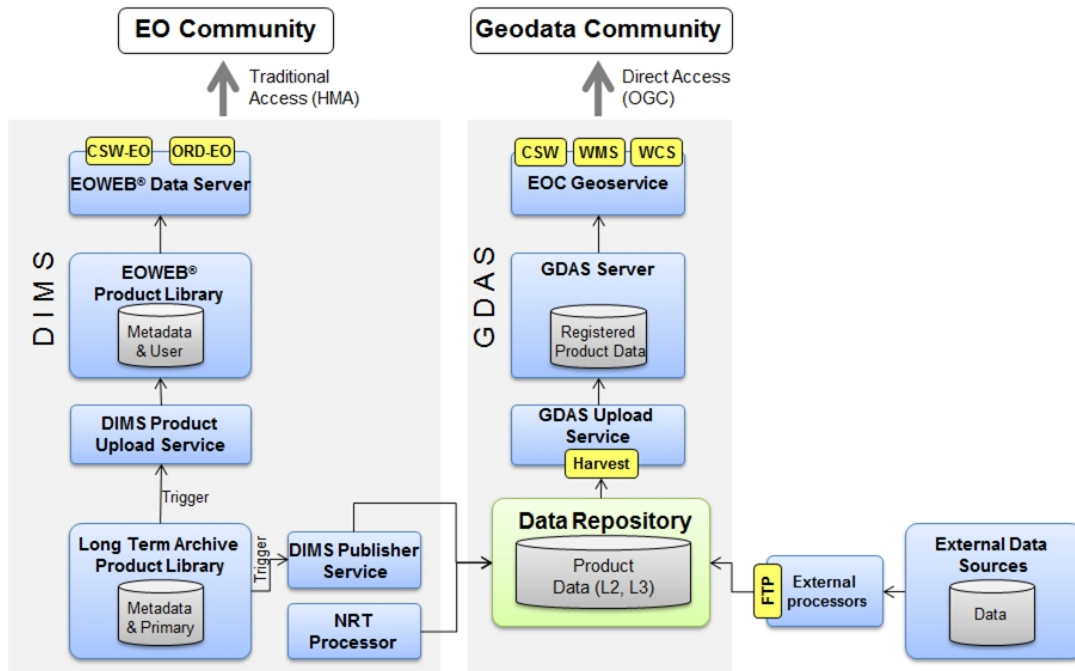 EO Community
Geodata Community
Traditional
Access (HMA)
Direct Access
(OGC)
DIMS
CSW-EO
ORD-EO
EOWEB® Data Server
EOWEB®
Product Library
Metadata
& User
DIMS Product
Upload Service
Trigger
Long Term Archive
Product Library
Metadata
& Primary
Trigger
DIMS Publisher
Service
NRT
Processor
GDAS
CSW
WMS
WCS
EOC Geoservice
GDAS Server
Registered
Product Data
GDAS Upload
Service
Harvest
Data Repository
Product
Data (L2, L3)
FTP
External
processors
External Data
Sources
Data